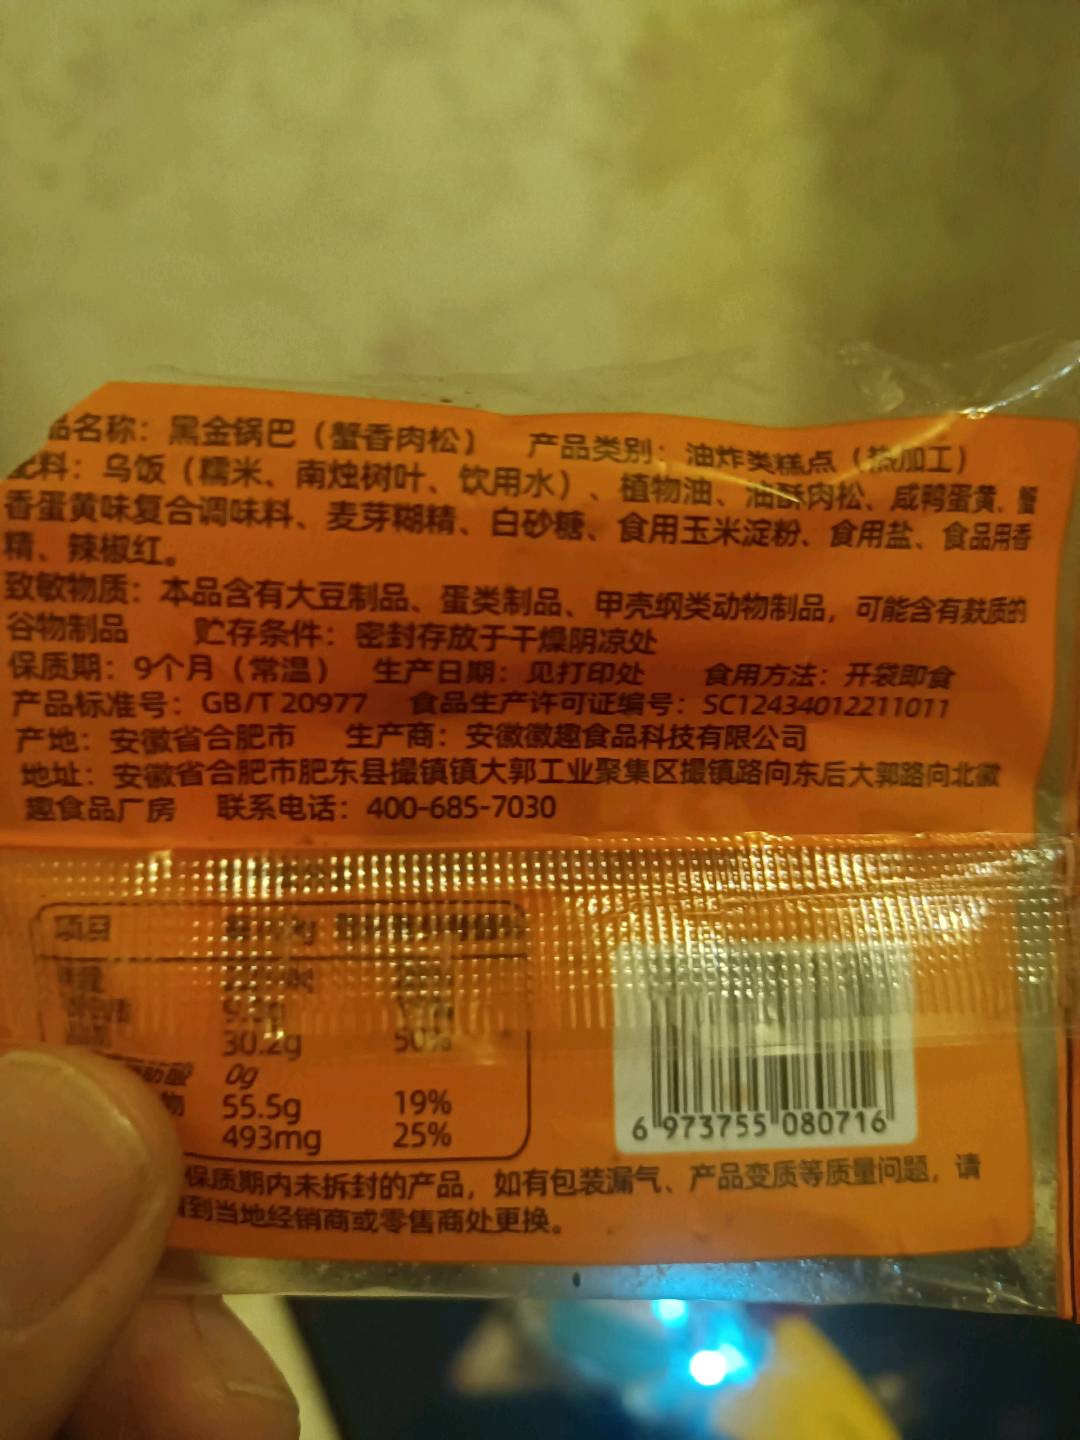 品名称：黑金锅巴（蟹香肉松） 产品类别：油炸类糕点（热加工）
料：乌饭（糯米、南烛树叶、饮用水）、植物油、油酥肉松、咸鸭蛋黄、蟹
香蛋黄味复合调味料、麦芽糊精、白砂糖、食用玉米淀粉、食用盐、食品用香
精、辣椒红。
致敏物质：本品含有大豆制品、蛋类制品、甲壳纲类动物制品，可能含有麸质的
谷物制品 贮存条件：密封存放于干燥阴凉处
保质期：9个月（常温） 生产日期：见打印处 食用方法：开袋即食
产品标准号：GB/T 20977 食品生产许可证编号：SC12434012211011
产地：安徽省合肥市 生产商：安徽徽趣食品科技有限公司
地址：安徽省合肥市肥东县撮镇镇大郭工业聚集区撮镇路向东后大郭路向北徽
趣食品厂房 联系电话：400-685-7030
项目
30.2g 50%
肪酸 0g
物 55.5g 19%
493mg 25%
6 973755 080716
保质期内未拆封的产品，如有包装漏气、产品变质等质量问题，请
到当地经销商或零售商处更换。